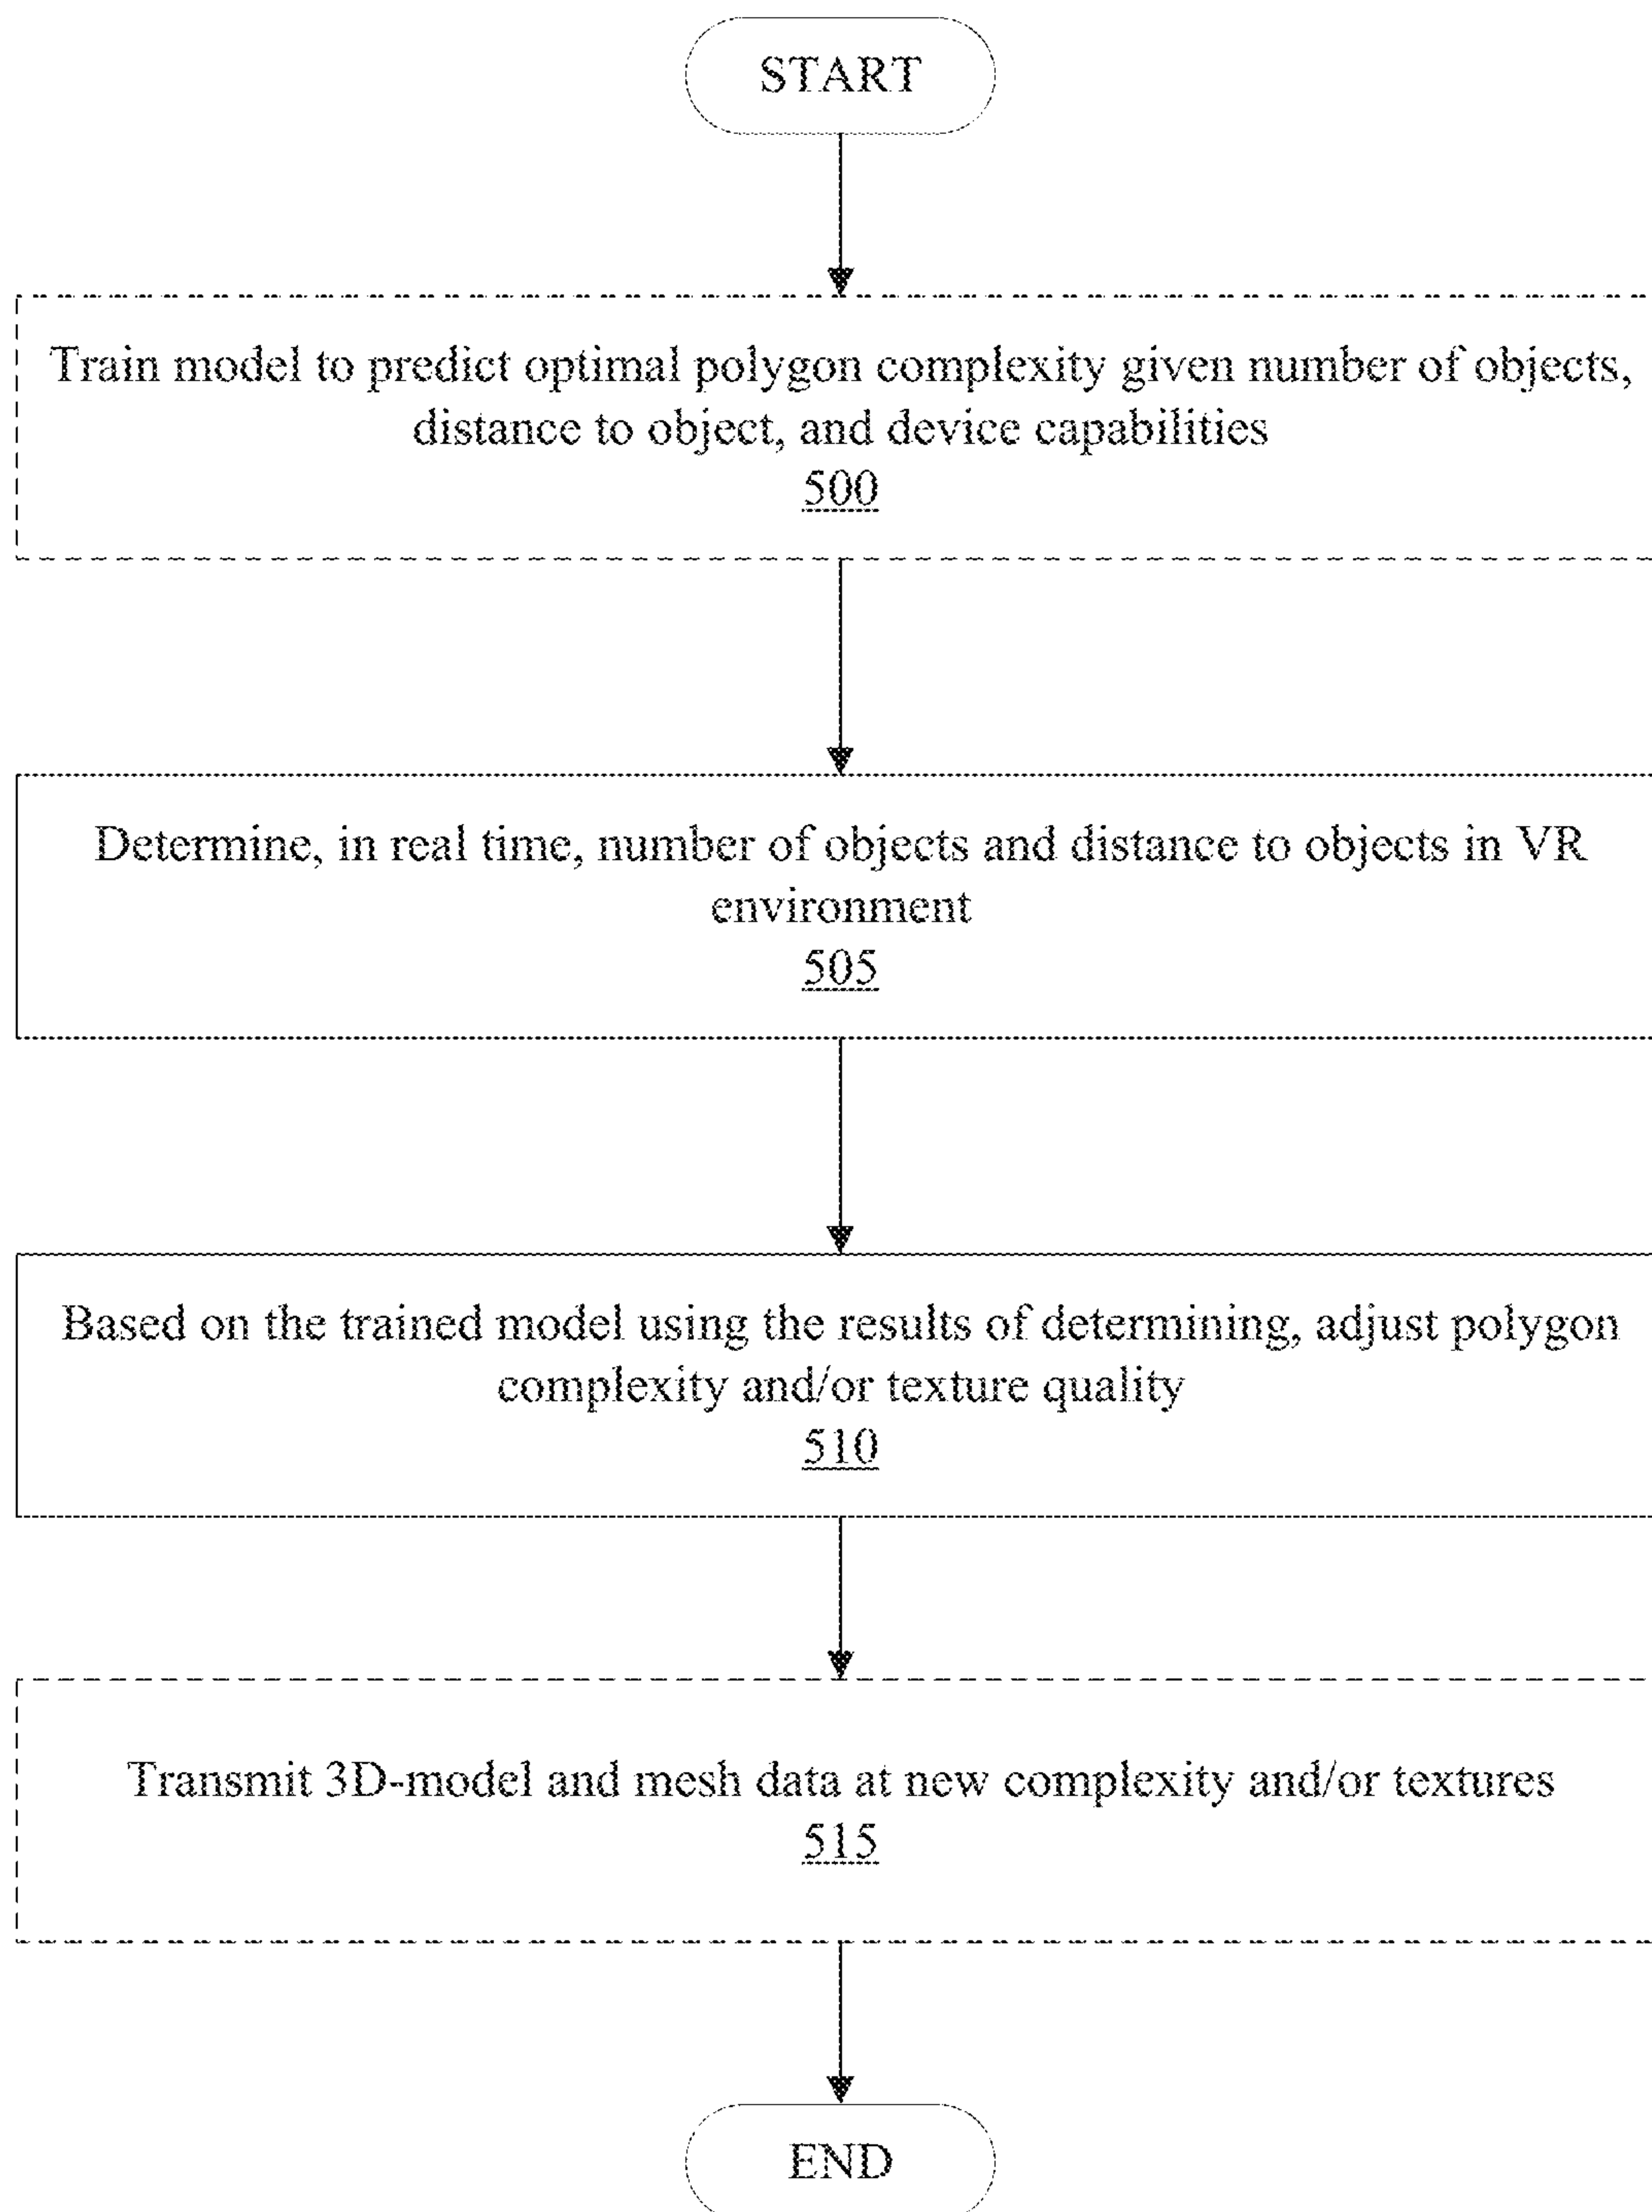 START
Train model to predict optimal polygon complexity given number of objects,
distance to object, and device capabilities
500
Determine, in real time, number of objects and distance to objects in VR
environment
505
Based on the trained model using the results of determining, adjust polygon
complexity and/or texture quality
510
Transmit 3D-model and mesh data at new complexity and/or textures
515
END